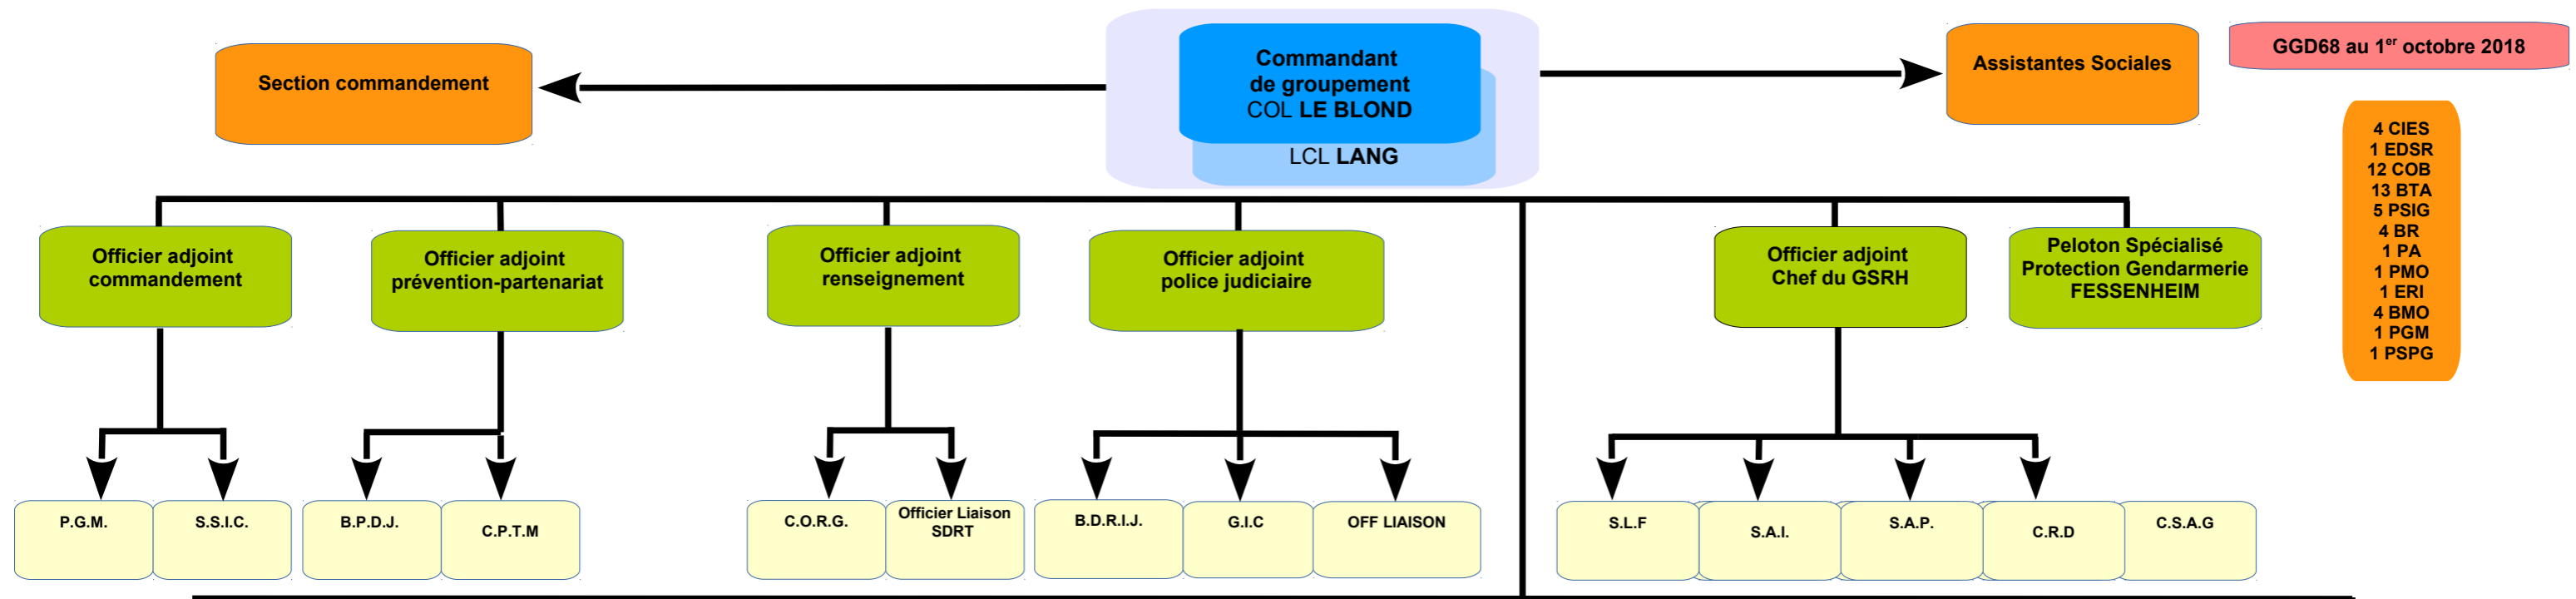 Section commandement
Commandant
de groupement
COL LE BLOND
LCL LANG
Assistantes Sociales
GGD68 au 1er octobre 2018
4 CIES
1 EDSR
12 COB
13 BTA
5 PSIG
4 BR
1 PA
1 PMO
1 ERI
4 BMO
1 PGM
1 PSPG
Officier adjoint
commandement
Officier adjoint
prévention-partenariat
Officier adjoint
renseignement
Officier adjoint
police judiciaire
Officier adjoint
Chef du GSRH
Peloton Spécialisé
Protection Gendarmerie
FESSENHEIM
P.G.M.
S.S.I.C.
B.P.D.J.
C.P.T.M
C.O.R.G.
Officier Liaison
SDRT
B.D.R.I.J.
G.I.C
OFF LIAISON
S.L.F
S.A.I.
S.A.P.
C.R.D
C.S.A.G